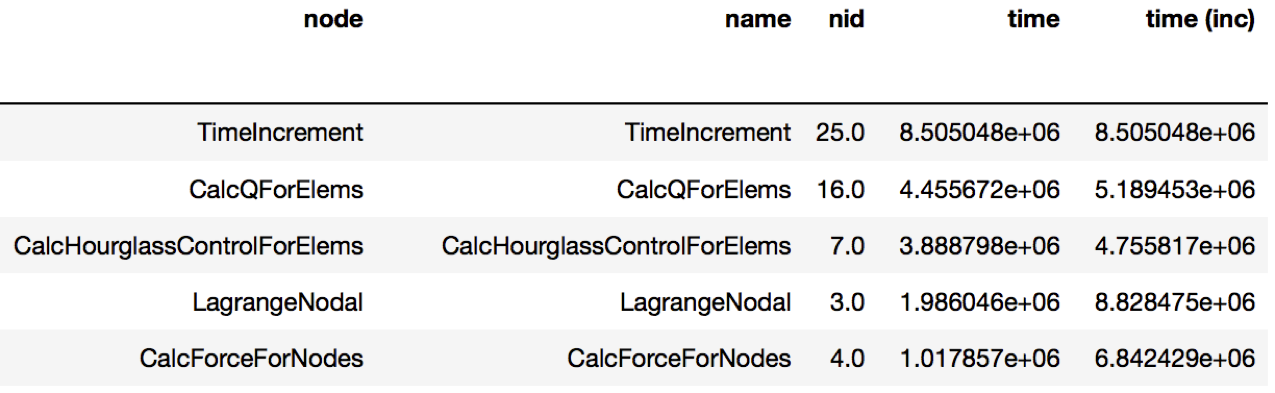 node name nid time time (inc)
TimeIncrement TimeIncrement 25.0 8.505048e+06 8.505048e+06
CalcQForElems CalcQForElems 16.0 4.455672e+06 5.189453e+06
CalcHourglassControlForElems CalcHourglassControlForElems 7.0 3.888798e+06 4.755817e+06
LagrangeNodal LagrangeNodal 3.0 1.986046e+06 8.828475e+06
CalcForceForNodes CalcForceForNodes 4.0 1.017857e+06 6.842429e+06